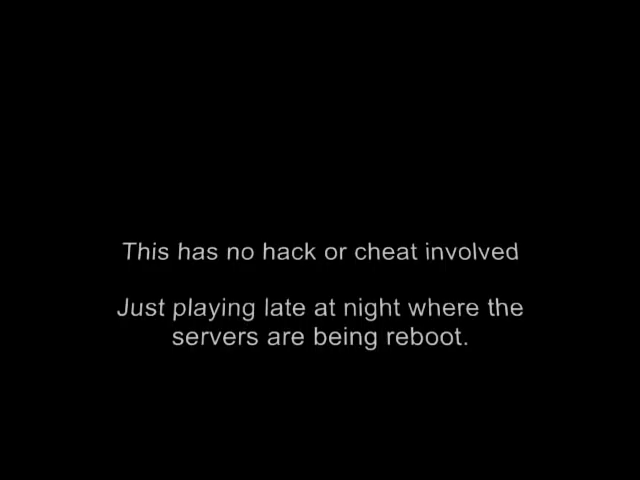 This has no hack or cheat involved
Just playing late at night where the
servers are being reboot.